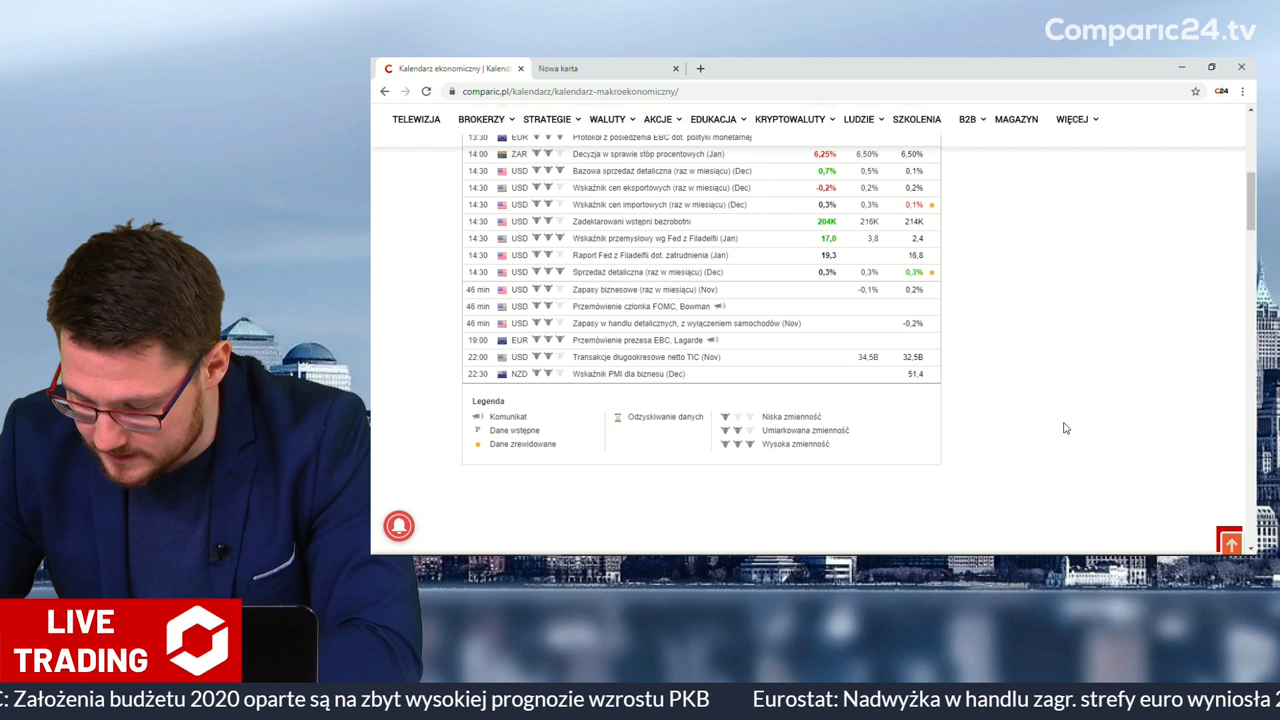 Comparic24.tv
Kalendarz ekonomiczny | Kalend
Nowa karta
comparic.pl/kalendarz/kalendarz-makroekonomiczny/
C24
TELEWIZJA BROKERZY STRATEGIE WALUTY AKCJE EDUKACJA KRYPTOWALUTY LUDZIE SZKOLENIA B2B MAGAZYN WIĘCEJ
13:30 EUR Protokół z posiedzenia EBC dot. polityki monetarnej
14:00 ZAR Decyzja w sprawie stóp procentowych (Jan) 6,25% 6,50% 6,50%
14:30 USD Bazowa sprzedaż detaliczna (raz w miesiącu) (Dec) 0,7% 0,5% 0,1%
14:30 USD Wskaźnik cen eksportowych (raz w miesiącu) (Dec) -0,2% 0,2% 0,2%
14:30 USD Wskaźnik cen importowych (raz w miesiącu) (Dec) 0,3% 0,3% 0,1%
14:30 USD Zadeklarowani wstępni bezrobotni 204K 216K 214K
14:30 USD Wskaźnik przemysłowy wg Fed z Filadelfii (Jan) 17,0 3,8 2,4
14:30 USD Raport Fed z Filadelfii dot. zatrudnienia (Jan) 19,3 16,8
14:30 USD Sprzedaż detaliczna (raz w miesiącu) (Dec) 0,3% 0,3% 0,3%
46 min USD Zapasy biznesowe (raz w miesiącu) (Nov) -0,1% 0,2%
46 min USD Przemówienie członka FOMC, Bowman
46 min USD Zapasy w handlu detalicznych, z wyłączeniem samochodów (Nov) -0,2%
19:00 EUR Przemówienie prezesa EBC, Lagarde
22:00 USD Transakcje długookresowe netto TIC (Nov) 34,5B 32,5B
22:30 NZD Wskaźnik PMI dla biznesu (Dec) 51,4
Legenda
Komunikat
P Dane wstępne
Dane zrewidowane
Odzyskiwanie danych
Niska zmienność
Umiarkowana zmienność
Wysoka zmienność
LIVE
TRADING
C: Założenia budżetu 2020 oparte są na zbyt wysokiej prognozie wzrostu PKB Eurostat: Nadwyżka w handlu zagr. strefy euro wyniosła 2